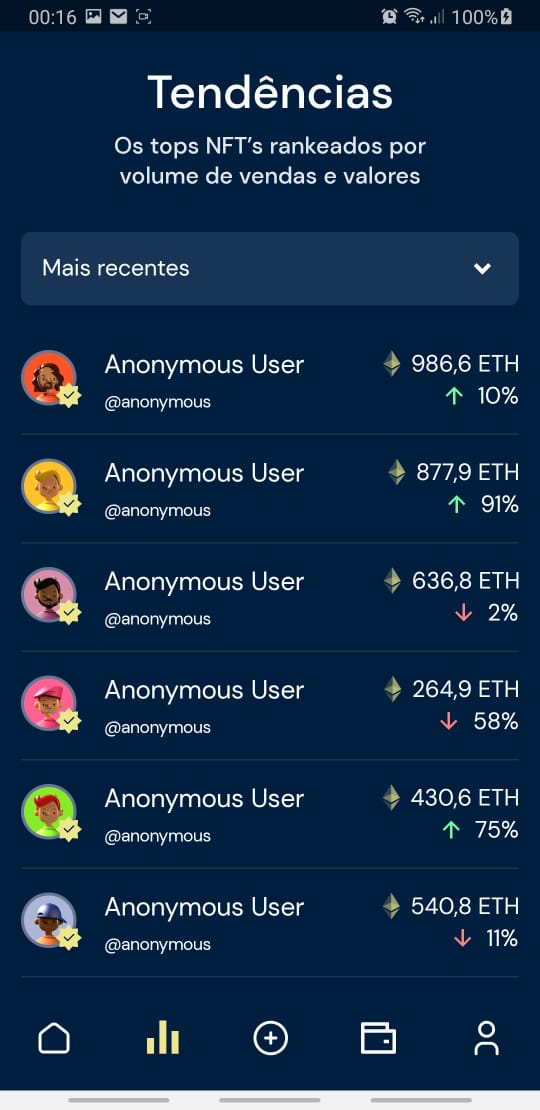 00:16
100%
Tendências
Os tops NFT’s rankeados por
volume de vendas e valores
Mais recentes
Anonymous User
986,6 ETH
@anonymous
10%
Anonymous User
877,9 ETH
@anonymous
91%
Anonymous User
636,8 ETH
@anonymous
2%
Anonymous User
264,9 ETH
@anonymous
58%
Anonymous User
430,6 ETH
@anonymous
75%
Anonymous User
540,8 ETH
@anonymous
11%